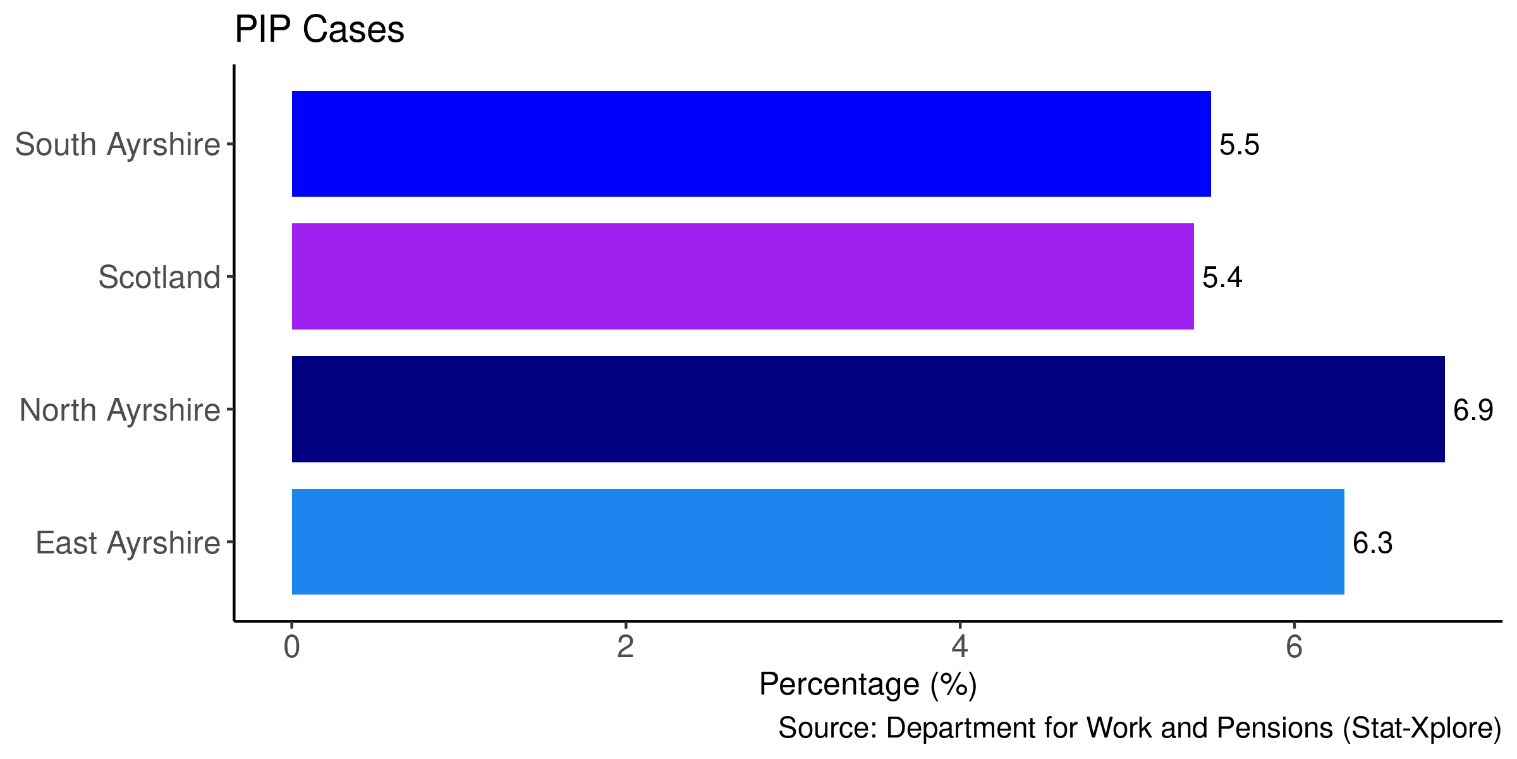 PIP Cases
South Ayrshire
5.5
Scotland
5.4
North Ayrshire
6.9
East Ayrshire
6.3
0 2 4 6
Percentage (%)
Source: Department for Work and Pensions (Stat-Xplore)